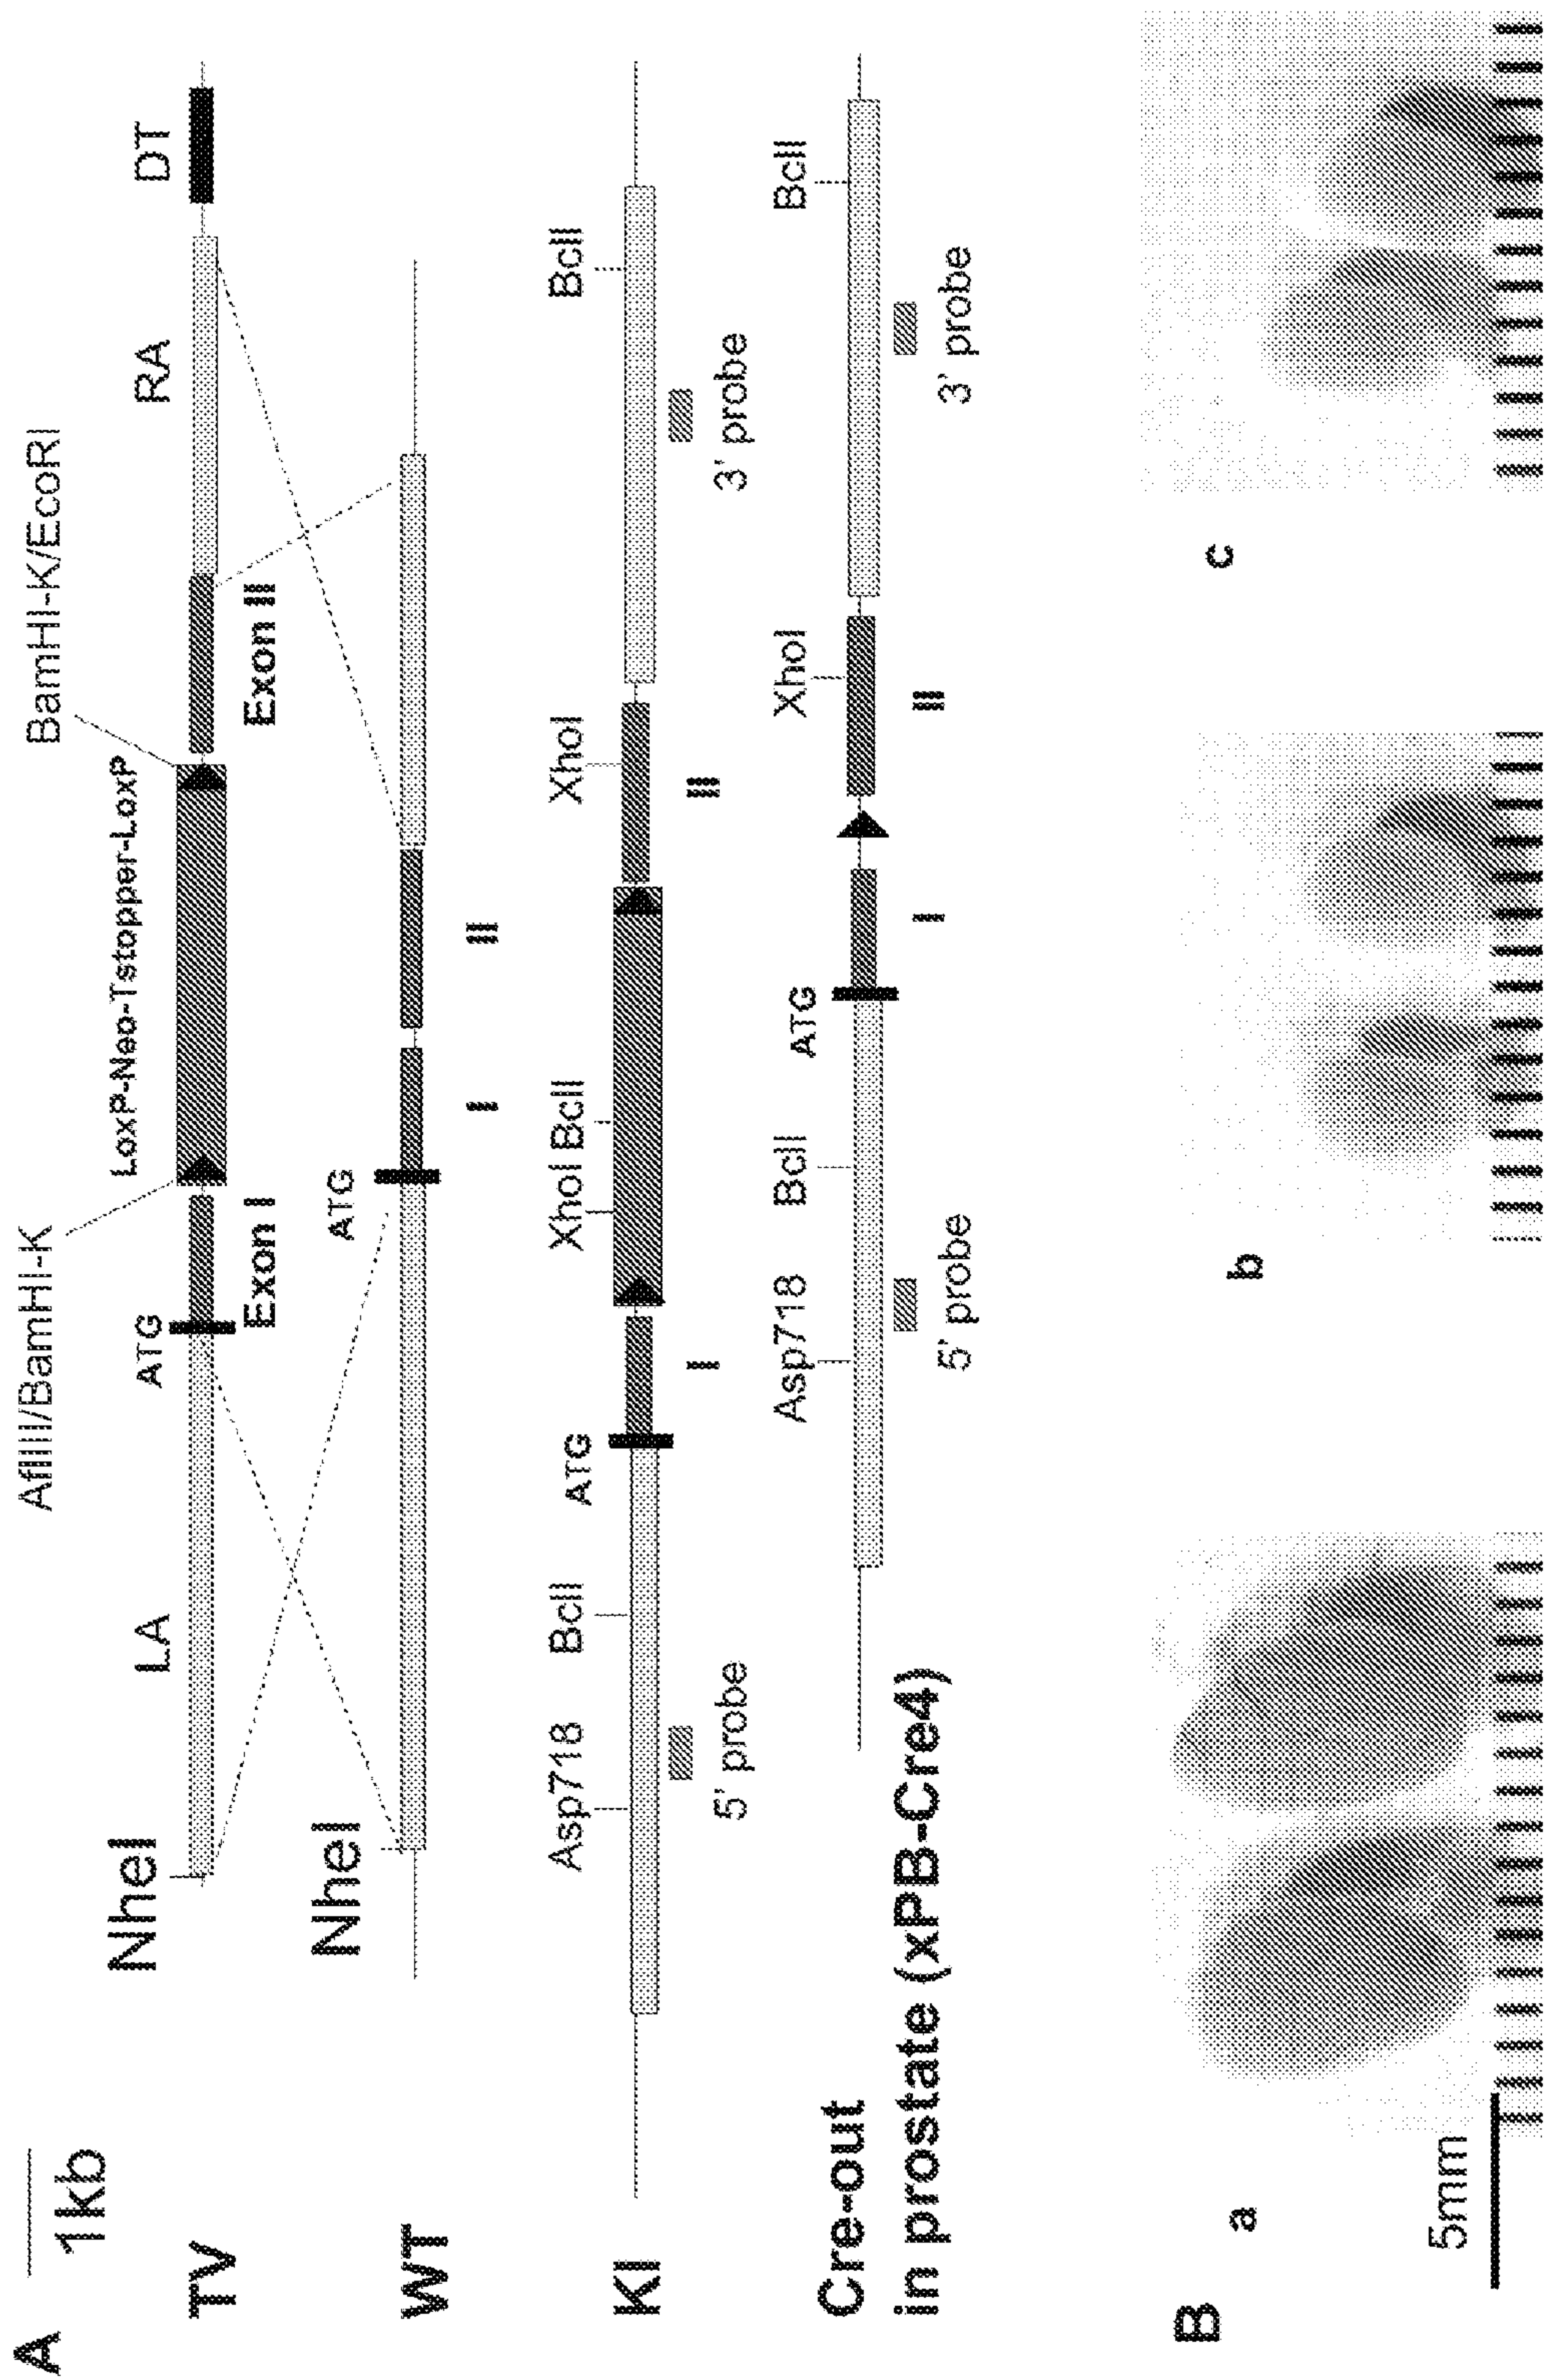 A
1kb
AflIII/BamHI-K
BamHI-K/EcoRI
LoxP-Neo-Tstopper-LoxP
NheI
LA
ATG
RA
DT
TV
Exon I
Exon II
NheI
ATG
WT
I
II
Asp718
BclI
ATG
XhoI
BclI
XhoI
BclI
KI
I
II
5' probe
3' probe
Asp718
BclI
ATG
XhoI
BclI
Cre-out
in prostate (xPB-Cre4)
I
II
5' probe
3' probe
B
a
b
c
5mm